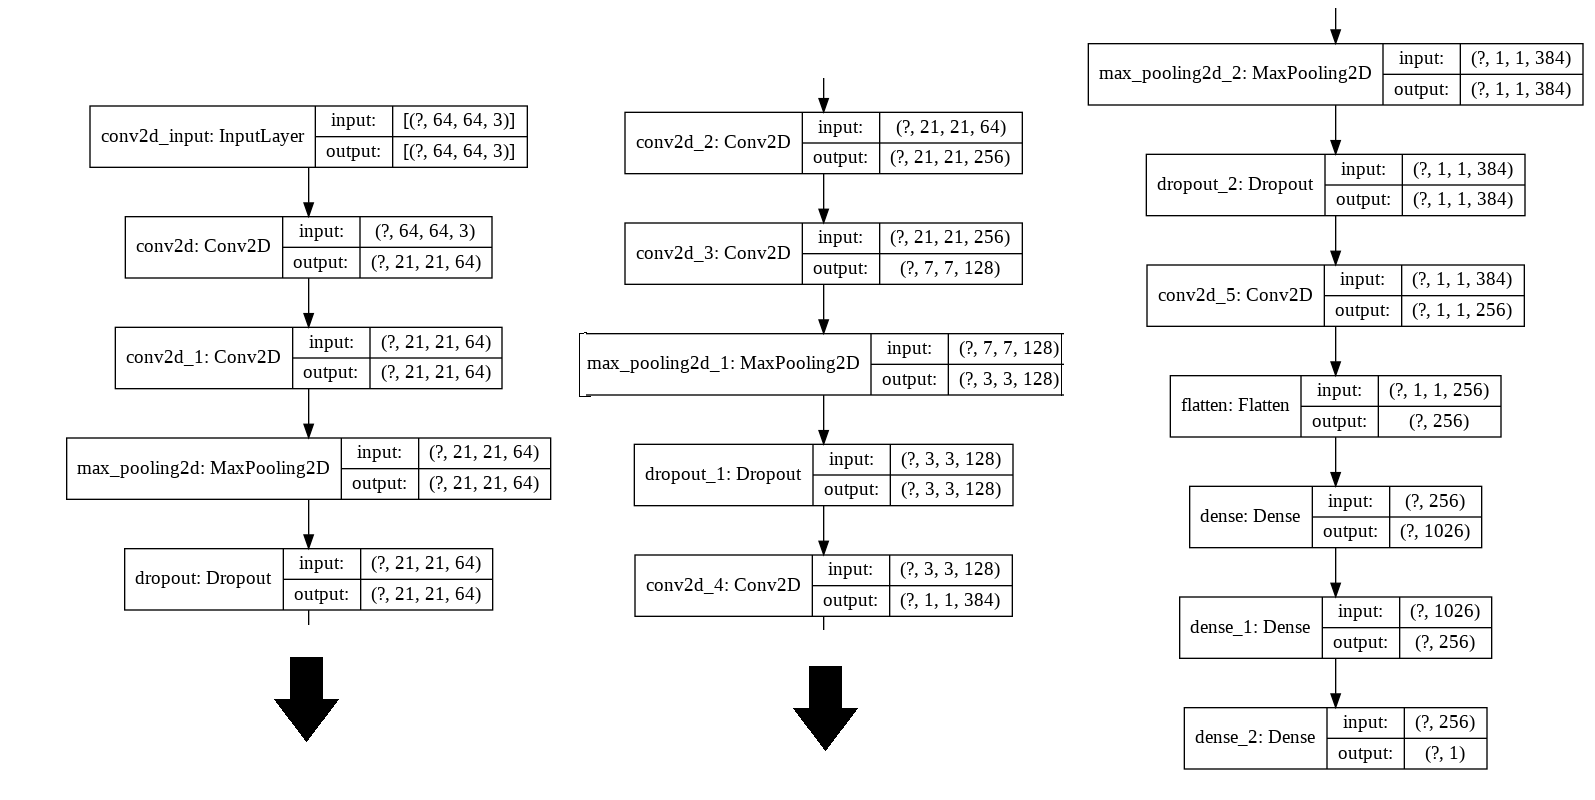 conv2d_input: InputLayer
input: [(?, 64, 64, 3)]
output: [(?, 64, 64, 3)]
conv2d: Conv2D
input: (?, 64, 64, 3)
output: (?, 21, 21, 64)
conv2d_1: Conv2D
input: (?, 21, 21, 64)
output: (?, 21, 21, 64)
max_pooling2d: MaxPooling2D
input: (?, 21, 21, 64)
output: (?, 21, 21, 64)
dropout: Dropout
input: (?, 21, 21, 64)
output: (?, 21, 21, 64)
conv2d_2: Conv2D
input: (?, 21, 21, 64)
output: (?, 21, 21, 256)
conv2d_3: Conv2D
input: (?, 21, 21, 256)
output: (?, 7, 7, 128)
max_pooling2d_1: MaxPooling2D
input: (?, 7, 7, 128)
output: (?, 3, 3, 128)
dropout_1: Dropout
input: (?, 3, 3, 128)
output: (?, 3, 3, 128)
conv2d_4: Conv2D
input: (?, 3, 3, 128)
output: (?, 1, 1, 384)
max_pooling2d_2: MaxPooling2D
input: (?, 1, 1, 384)
output: (?, 1, 1, 384)
dropout_2: Dropout
input: (?, 1, 1, 384)
output: (?, 1, 1, 384)
conv2d_5: Conv2D
input: (?, 1, 1, 384)
output: (?, 1, 1, 256)
flatten: Flatten
input: (?, 1, 1, 256)
output: (?, 256)
dense: Dense
input: (?, 256)
output: (?, 1026)
dense_1: Dense
input: (?, 1026)
output: (?, 256)
dense_2: Dense
input: (?, 256)
output: (?, 1)